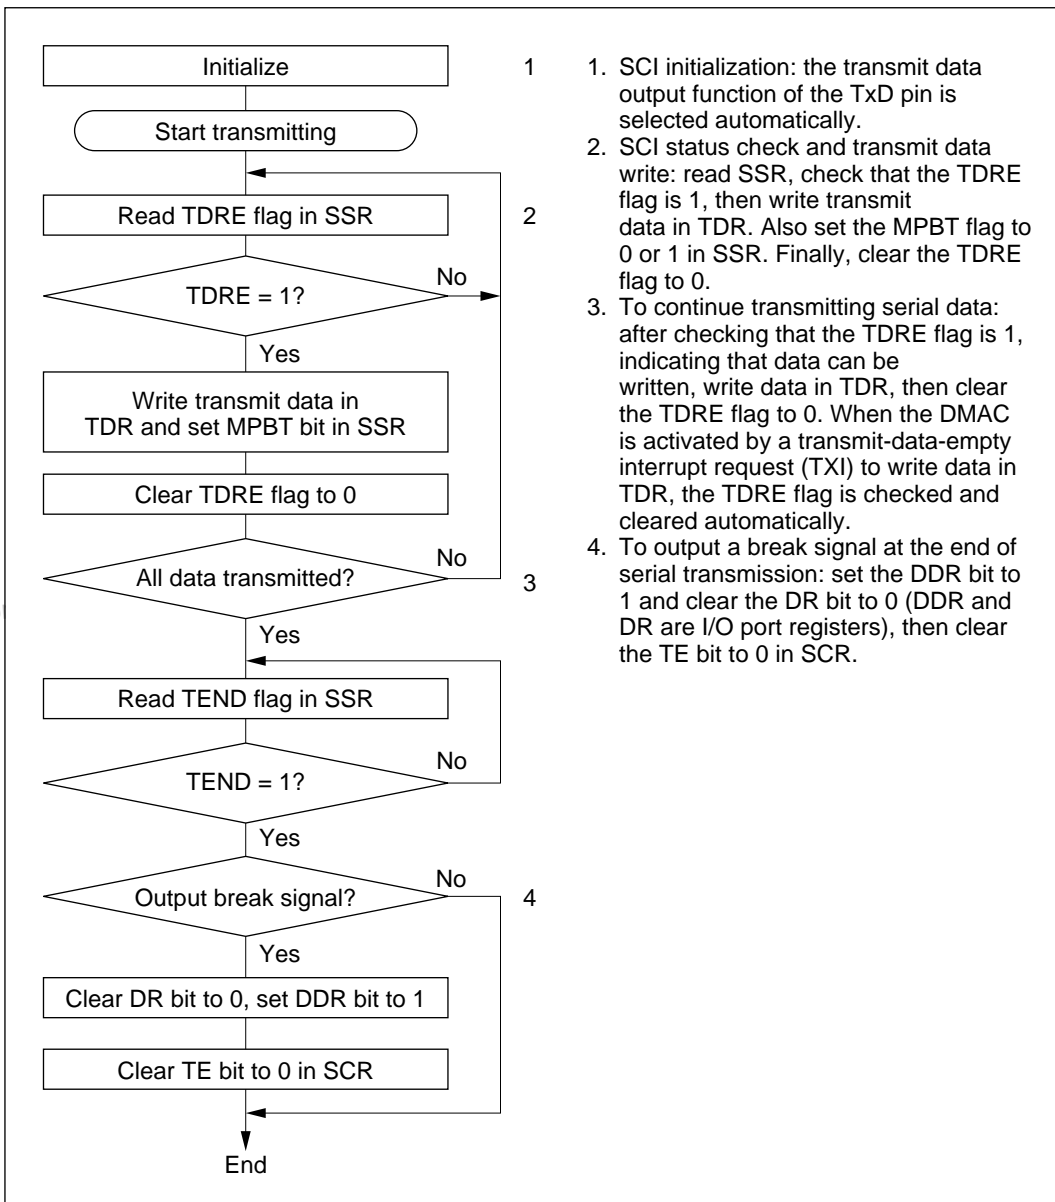 Initialize
1
Start transmitting
Read TDRE flag in SSR
2
TDRE = 1?
No
Yes
Write transmit data in
TDR and set MPBT bit in SSR
Clear TDRE flag to 0
All data transmitted?
No
3
Yes
Read TEND flag in SSR
TEND = 1?
No
Yes
Output break signal?
No
4
Yes
Clear DR bit to 0, set DDR bit to 1
Clear TE bit to 0 in SCR
End
1. SCI initialization: the transmit data
output function of the TxD pin is
selected automatically.
2. SCI status check and transmit data
write: read SSR, check that the TDRE
flag is 1, then write transmit
data in TDR. Also set the MPBT flag to
0 or 1 in SSR. Finally, clear the TDRE
flag to 0.
3. To continue transmitting serial data:
after checking that the TDRE flag is 1,
indicating that data can be
written, write data in TDR, then clear
the TDRE flag to 0. When the DMAC
is activated by a transmit-data-empty
interrupt request (TXI) to write data in
TDR, the TDRE flag is checked and
cleared automatically.
4. To output a break signal at the end of
serial transmission: set the DDR bit to
1 and clear the DR bit to 0 (DDR and
DR are I/O port registers), then clear
the TE bit to 0 in SCR.